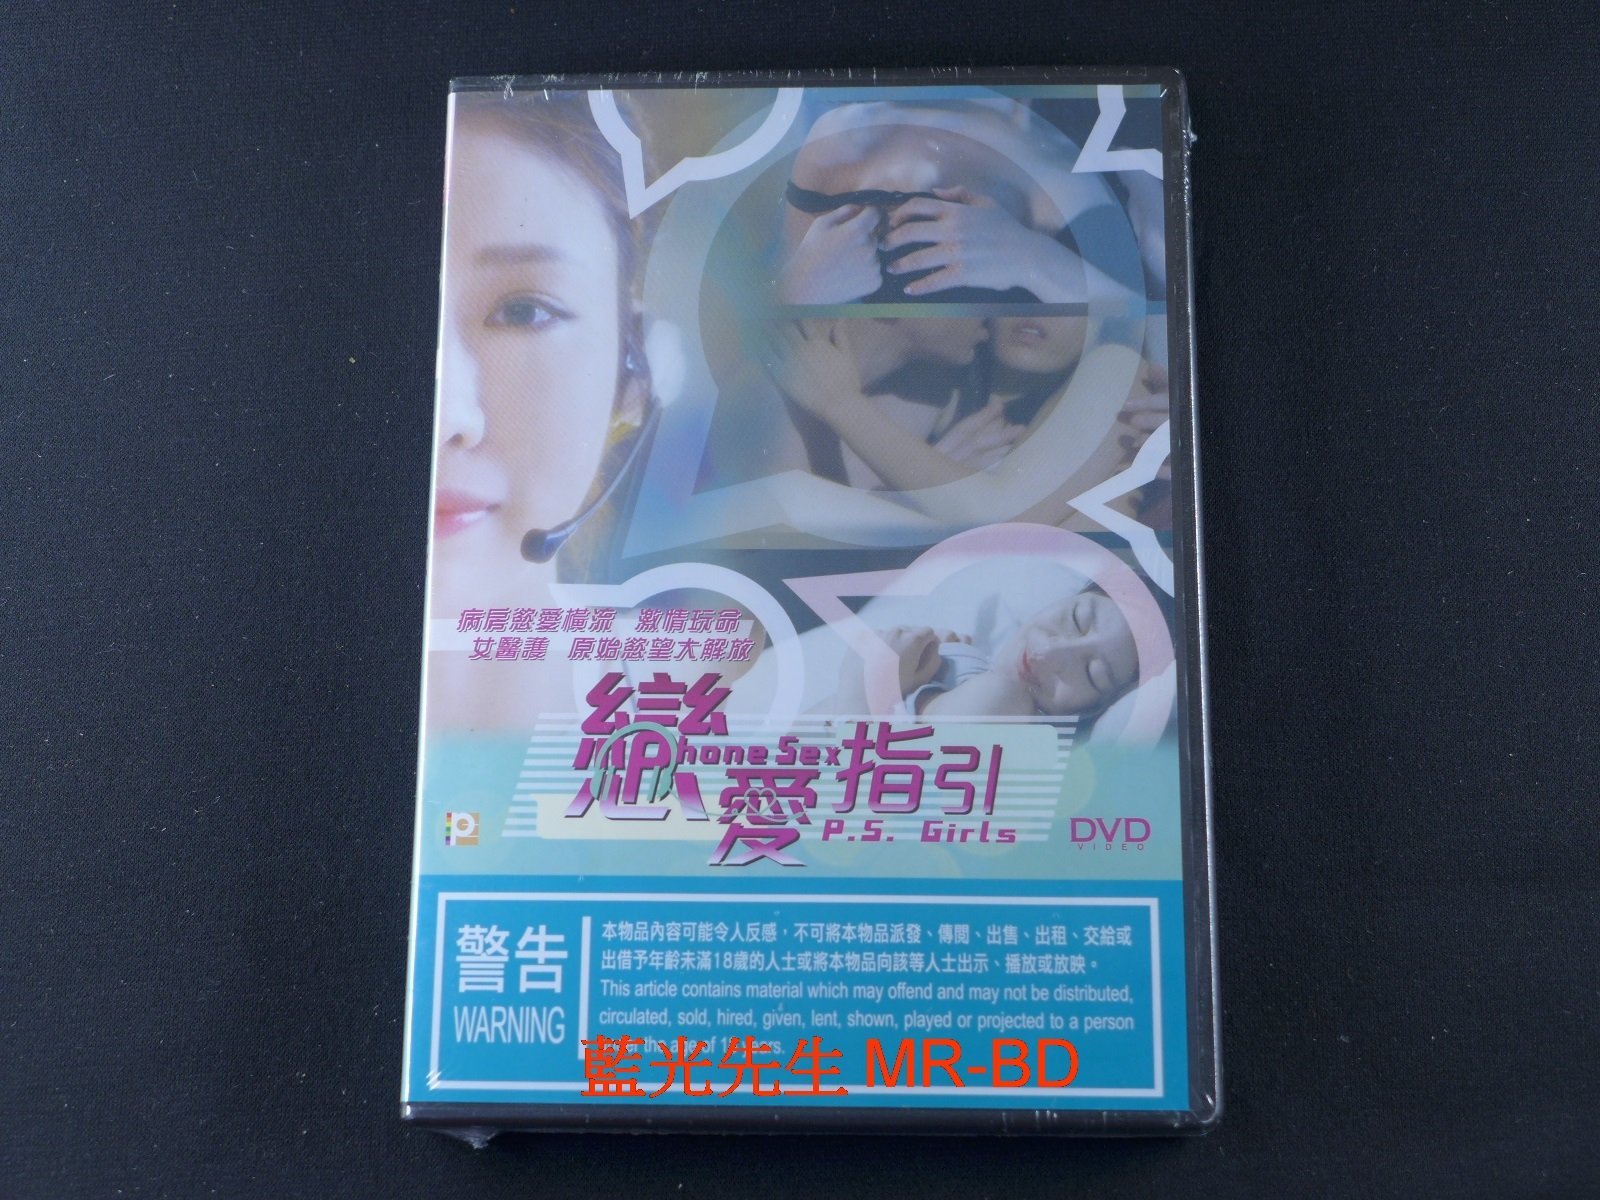 病房慾愛橫流 激情玩命
女醫護 原始慾望大解放
戀愛指引
Phone Sex
P.S. Girls
DVD
VIDEO
警告
WARNING
本物品內容可能令人反感，不可將本物品派發、傳閱、出售、出租、交給或
出借予年齡未滿18歲的人士或將本物品向該等人士出示、播放或放映。
This article contains material which may offend and may not be distributed,
circulated, sold, hired, given, lent, shown, played or projected to a person
the age of 18 years.
藍光先生 MR-BD